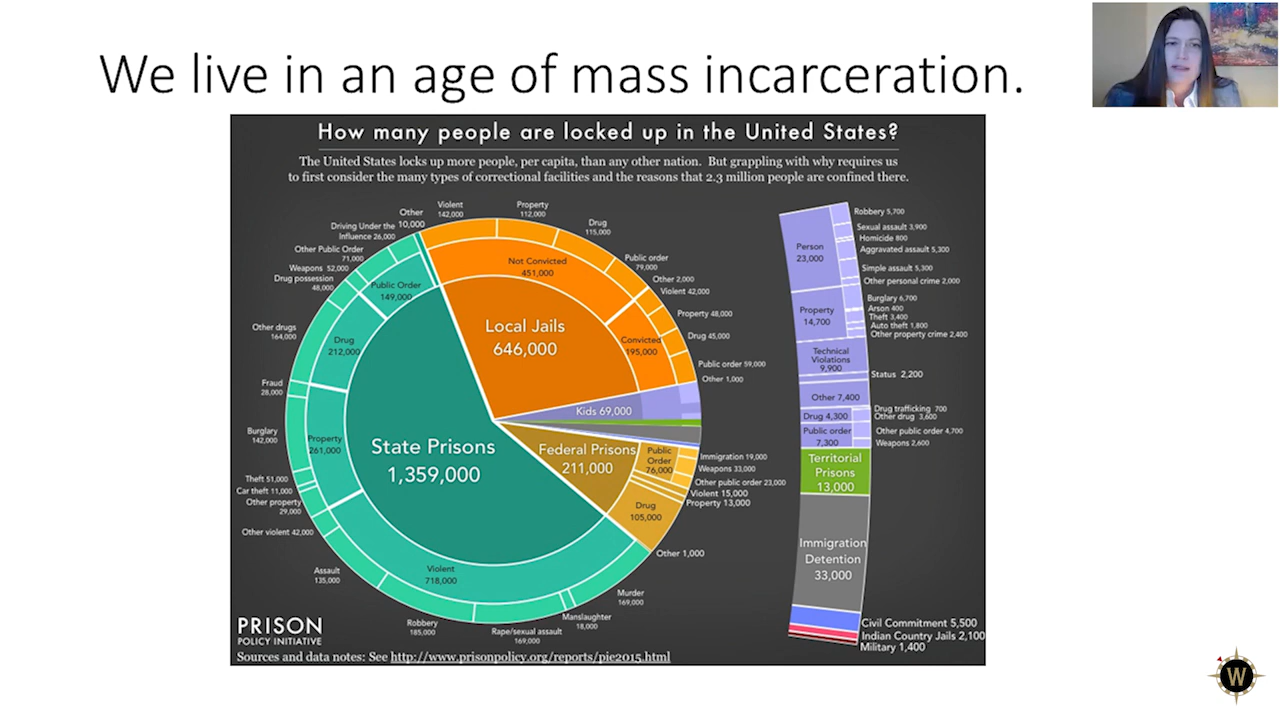 We live in an age of mass incarceration.
How many people are locked up in the United States?
The United States locks up more people, per capita, than any other nation. But grappling with why requires us
to first consider the many types of correctional facilities and the reasons that 2.3 million people are confined there.
Local Jails
646,000
Not Convicted
451,000
Violent
142,000
Property
112,000
Drug
115,000
Public order
79,000
Other 2,000
Convicted
195,000
Violent 42,000
Property 48,000
Drug 45,000
Public order 59,000
Other 1,000
Kids 69,000
Federal Prisons
211,000
Public
Order
76,000
Immigration 19,000
Weapons 33,000
Other public order 23,000
Violent 15,000
Property 13,000
Drug
105,000
Other 1,000
State Prisons
1,359,000
Violent
718,000
Murder
169,000
Manslaughter
18,000
Rape/sexual assault
169,000
Robbery
185,000
Assault
135,000
Other violent 42,000
Property
261,000
Other property
29,000
Car theft 11,000
Theft 51,000
Burglary
142,000
Fraud
28,000
Drug
212,000
Other drugs
164,000
Drug possession
48,000
Public Order
149,000
Weapons 52,000
Other Public Order
71,000
Driving Under the
Influence 26,000
Other
10,000
Person
23,000
Robbery 5,700
Sexual assault 3,900
Homicide 800
Aggravated assault 5,300
Simple assault 5,300
Other personal crime 2,000
Property
14,700
Burglary 6,700
Arson 400
Theft 3,400
Auto theft 1,800
Other property crime 2,400
Technical
Violations
9,900
Status 2,200
Other 7,400
Drug 4,300
Drug trafficking 700
Other drug 3,600
Public order
7,300
Other public order 4,700
Weapons 2,600
Territorial
Prisons
13,000
Immigration
Detention
33,000
Civil Commitment 5,500
Indian Country Jails 2,100
Military 1,400
PRISON
POLICY INITIATIVE
Sources and data notes: See http://www.prisonpolicy.org/reports/pie2015.html
W